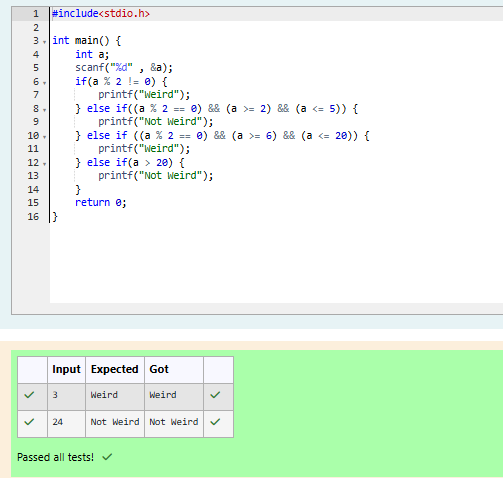 1 #include<stdio.h>
2
3 int main() {
4     int a;
5     scanf("%d" , &a);
6     if(a % 2 != 0) {
7         printf("Weird");
8     } else if((a % 2 == 0) && (a >= 2) && (a <= 5)) {
9         printf("Not Weird");
10     } else if ((a % 2 == 0) && (a >= 6) && (a <= 20)) {
11         printf("Weird");
12     } else if(a > 20) {
13         printf("Not Weird");
14     }
15     return 0;
16 }
Input Expected Got
3 Weird Weird
24 Not Weird Not Weird
Passed all tests!